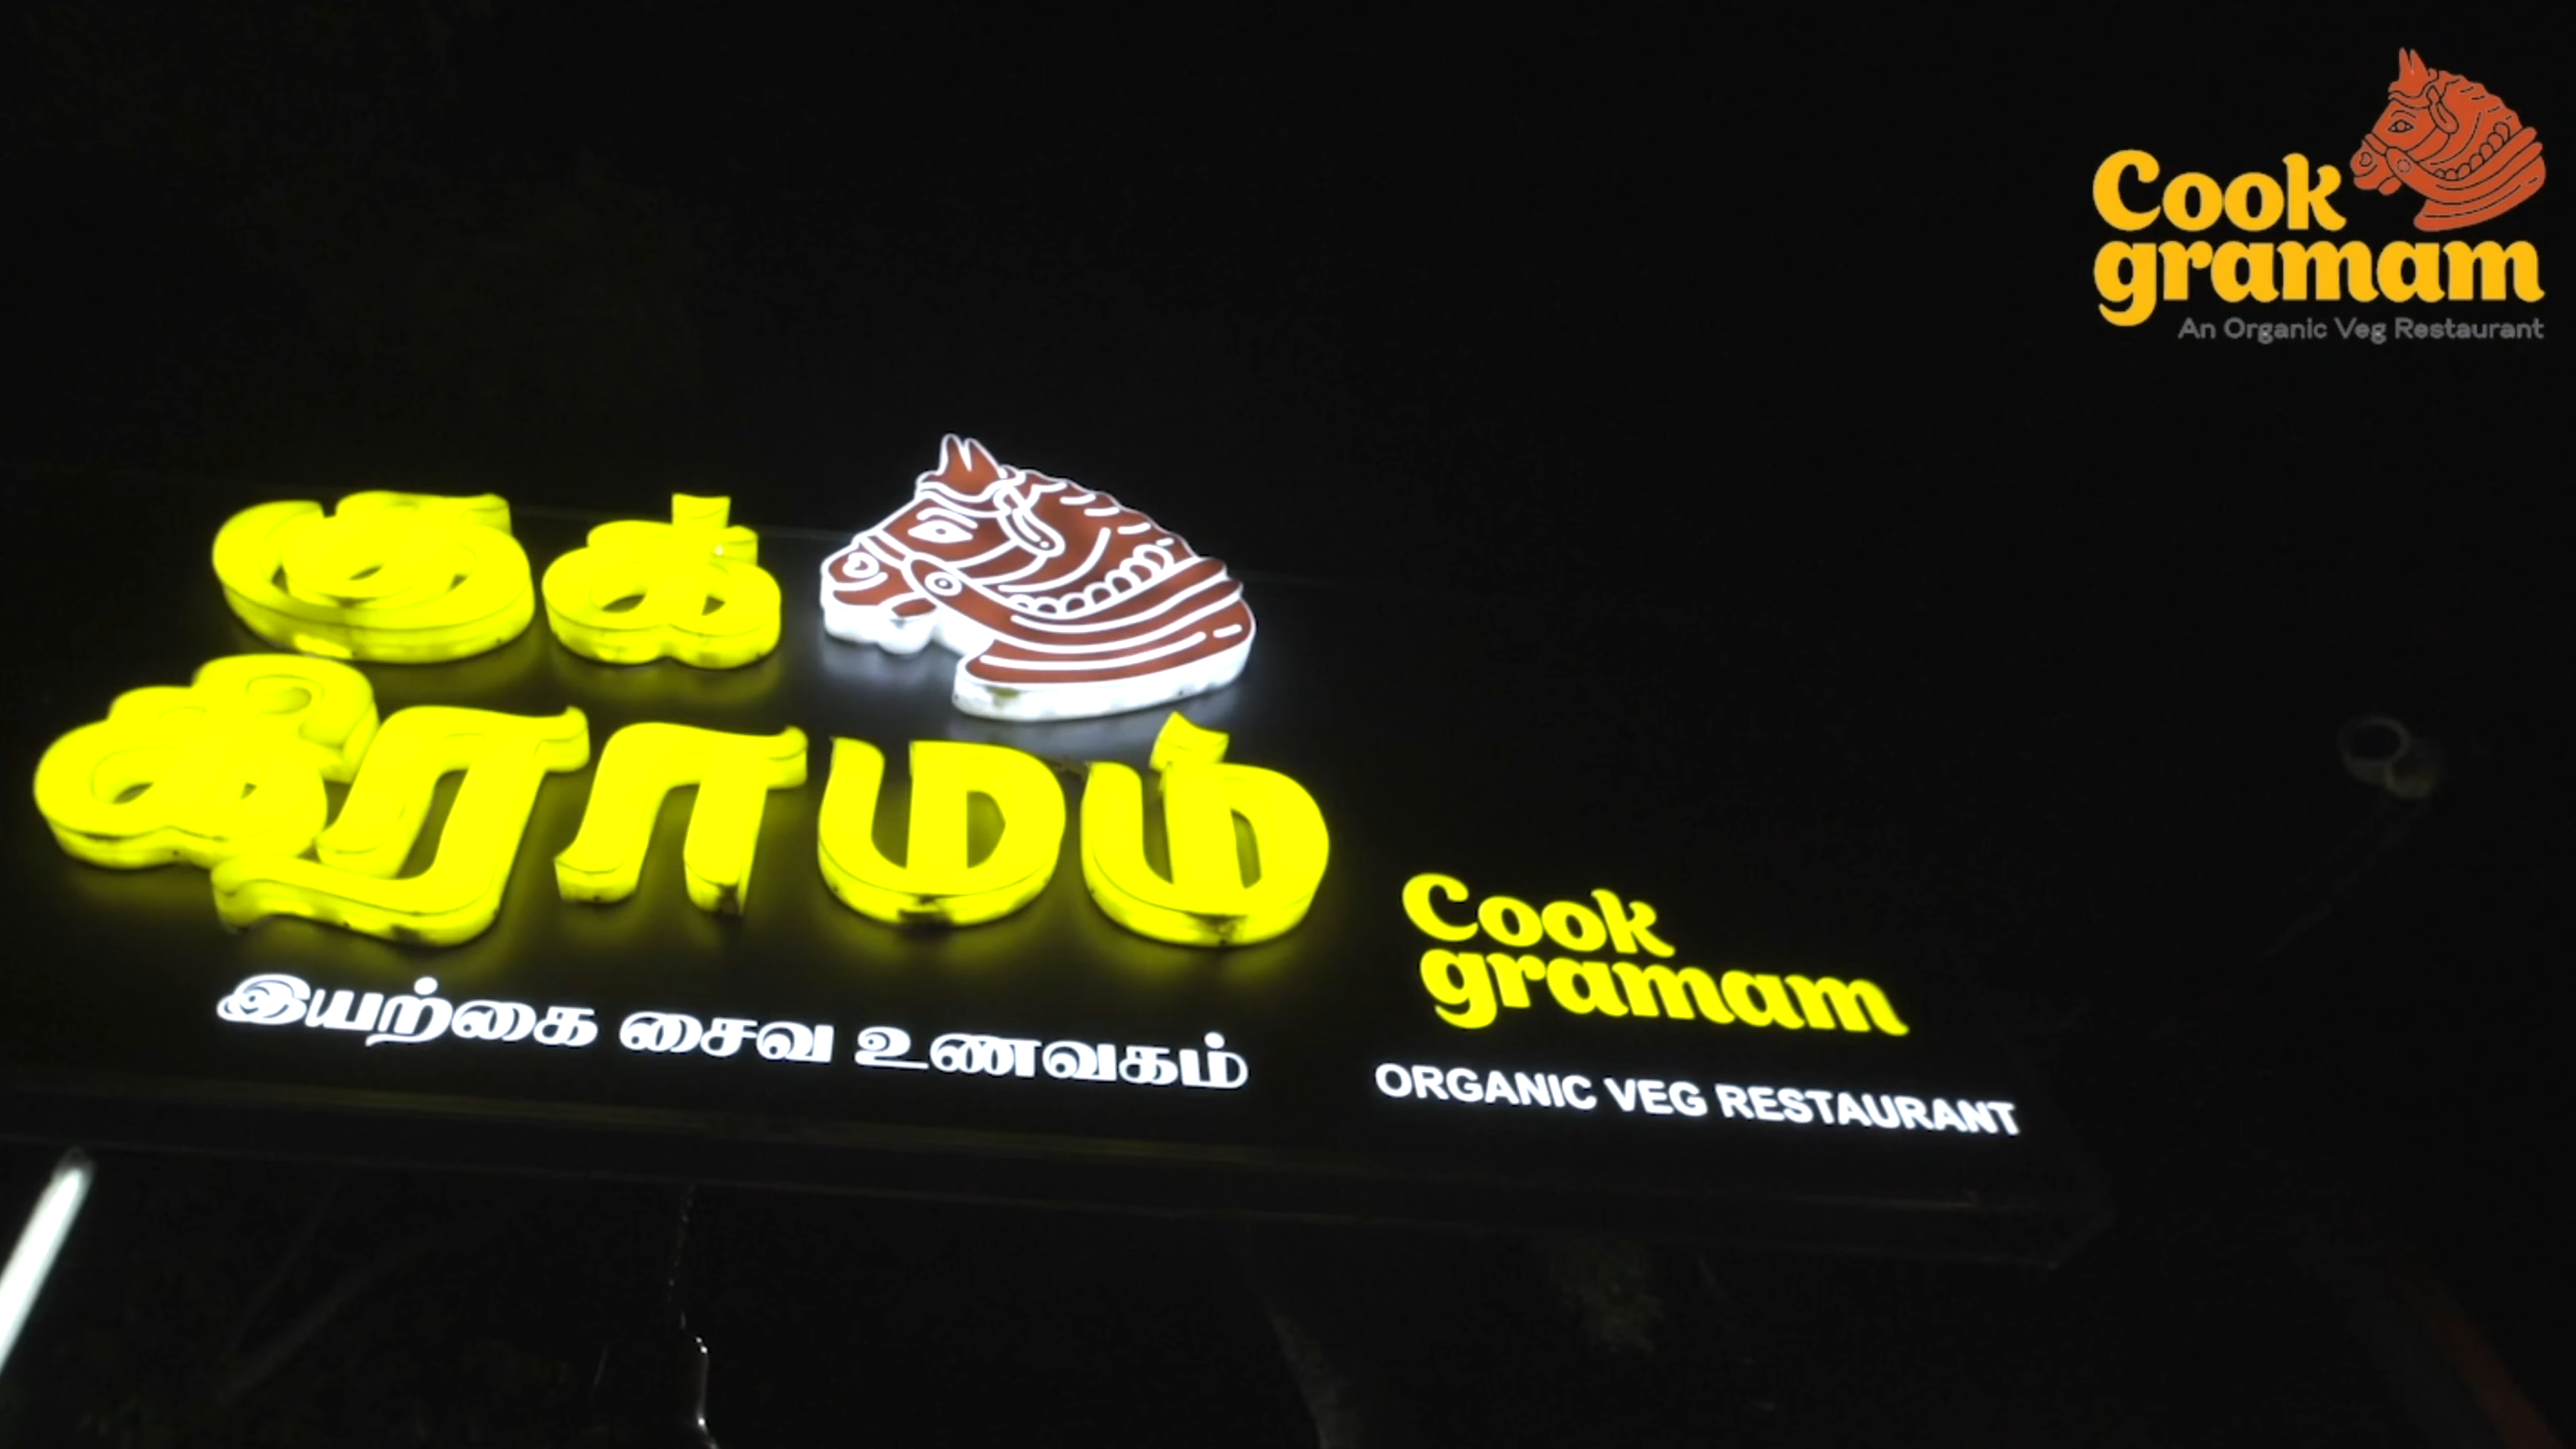 Cook
gramam
An Organic Veg Restaurant
குக்
கிராமம்
இயற்கை சைவ உணவகம்
Cook
gramam
ORGANIC VEG RESTAURANT